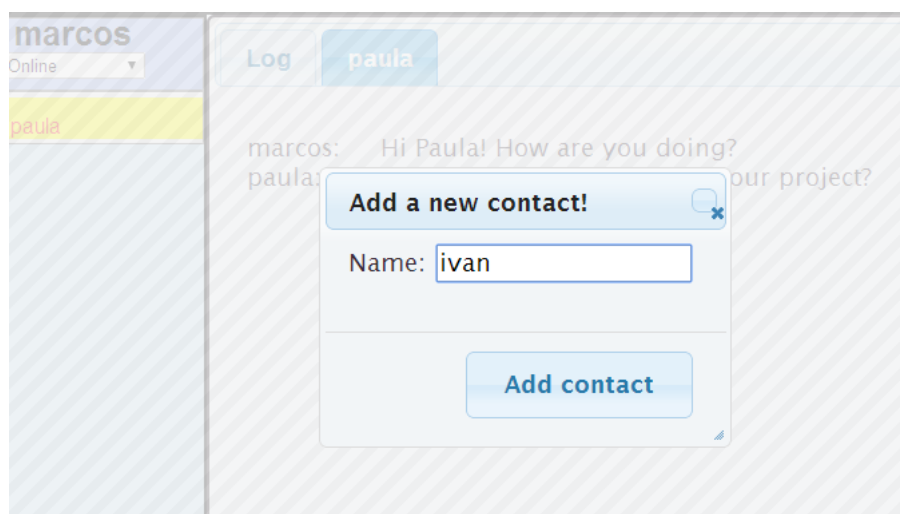 marcos
Online
paula
Log
paula
marcos: Hi Paula! How are you doing?
paula: our project?
Add a new contact!
Name: ivan
Add contact